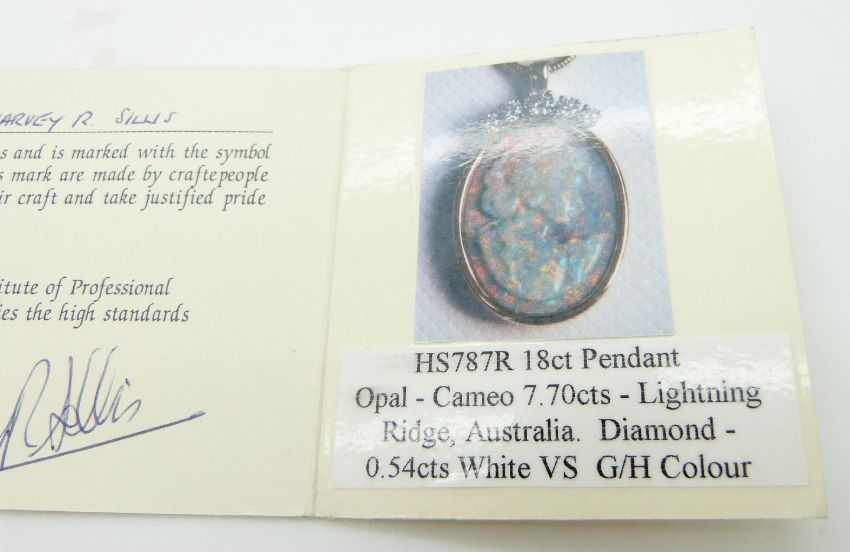 ARVEY R. SILLIS
s and is marked with the symbol
s mark are made by craftepeople
ir craft and take justified pride
itute of Professional
ies the high standards
R Sillis
HS787R 18ct Pendant
Opal - Cameo 7.70cts - Lightning
Ridge, Australia. Diamond -
0.54cts White VS G/H Colour